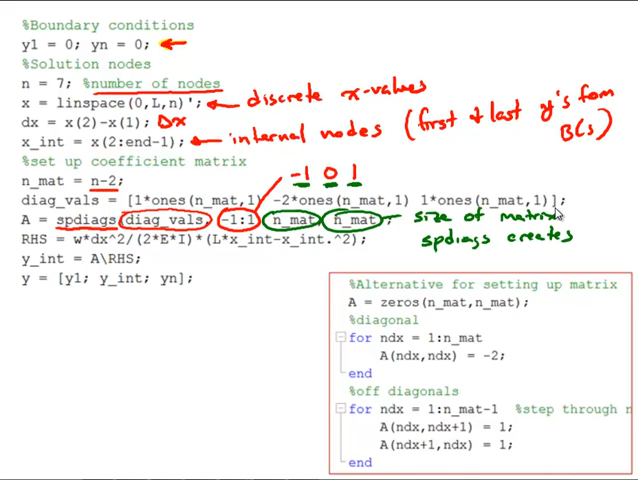 %Boundary conditions
y1 = 0; yn = 0;
%Solution nodes
n = 7; %number of nodes
x = linspace(0,L,n)'; discrete x-values
dx = x(2)-x(1); Δx
x_int = x(2:end-1); internal nodes (first & last y's from BCs)
%set up coefficient matrix
n_mat = n-2; -1 0 1
diag_vals = [1*ones(n_mat,1) -2*ones(n_mat,1) 1*ones(n_mat,1)];
A = spdiags(diag_vals, -1:1, n_mat, n_mat); size of matrix
RHS = w*dx^2/(2*E*I)*(L*x_int-x_int.^2); spdiags creates
y_int = A\RHS;
y = [y1; y_int; yn];
%Alternative for setting up matrix
A = zeros(n_mat,n_mat);
%diagonal
for ndx = 1:n_mat
A(ndx,ndx) = -2;
end
%off diagonals
for ndx = 1:n_mat-1 %step through
A(ndx,ndx+1) = 1;
A(ndx+1,ndx) = 1;
end